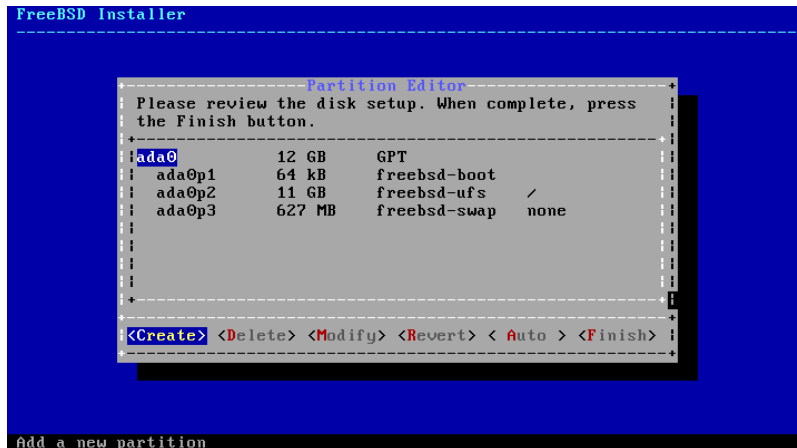 FreeBSD Installer
Partition Editor
Please review the disk setup. When complete, press
the Finish button.
ada0 12 GB GPT
ada0p1 64 kB freebsd-boot
ada0p2 11 GB freebsd-ufs /
ada0p3 627 MB freebsd-swap none
<Create> <Delete> <Modify> <Revert> < Auto > <Finish>
Add a new partition